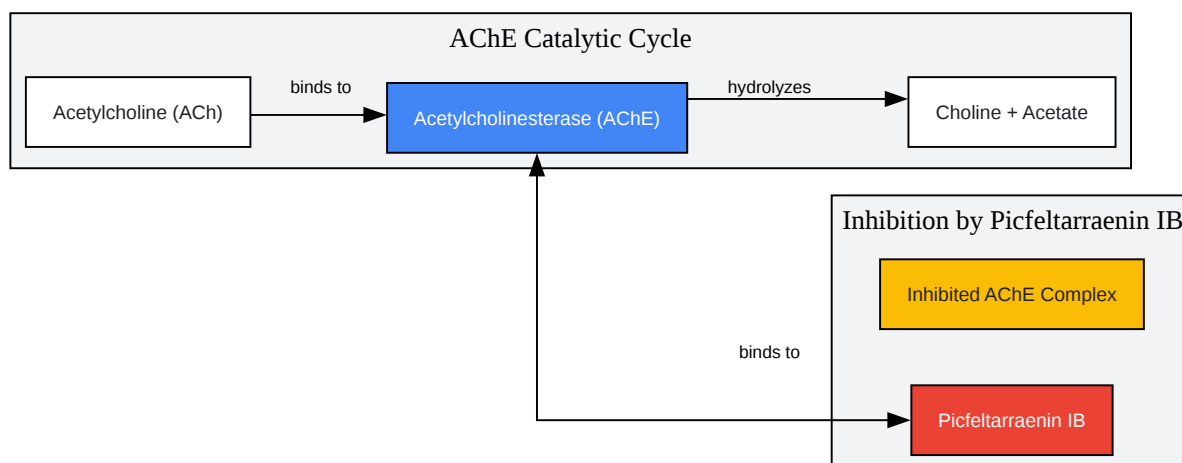 AChE Catalytic Cycle
Acetylcholine (ACh)
binds to
Acetylcholinesterase (AChE)
hydrolyzes
Choline + Acetate
Inhibition by Picfeltarraenin IB
Inhibited AChE Complex
binds to
Picfeltarraenin IB